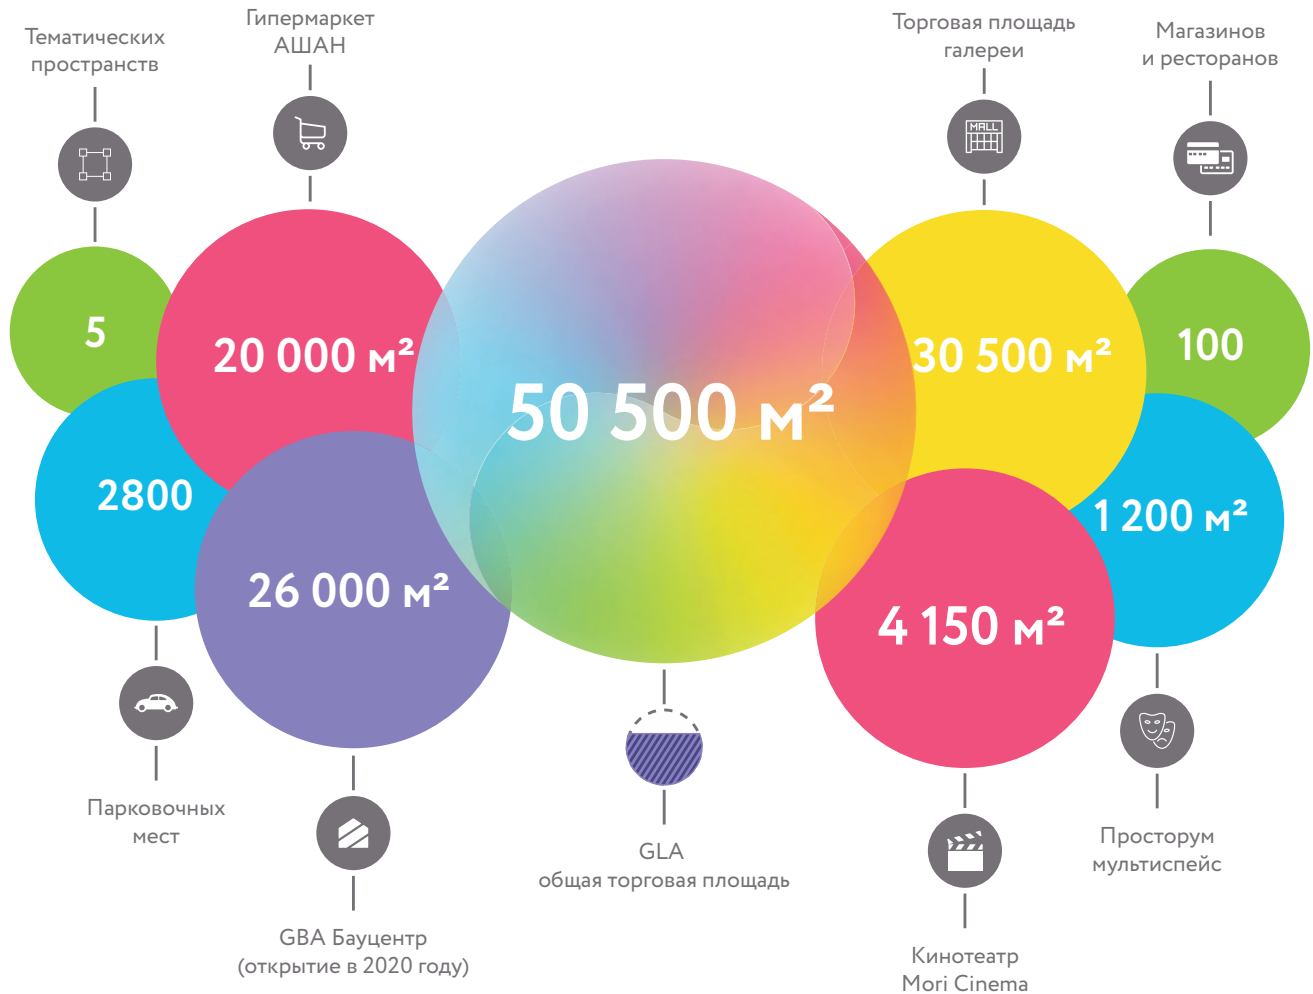 Тематических
пространств
5
Гипермаркет
АШАН
20 000 м²
Торговая площадь
галереи
MALL
30 500 м²
Магазинов
и ресторанов
100
50 500 м²
GLA
общая торговая площадь
2800
Парковочных
мест
26 000 м²
GBA Бауцентр
(открытие в 2020 году)
4 150 м²
Кинотеатр
Mori Cinema
1 200 м²
Просторум
мультиспейс